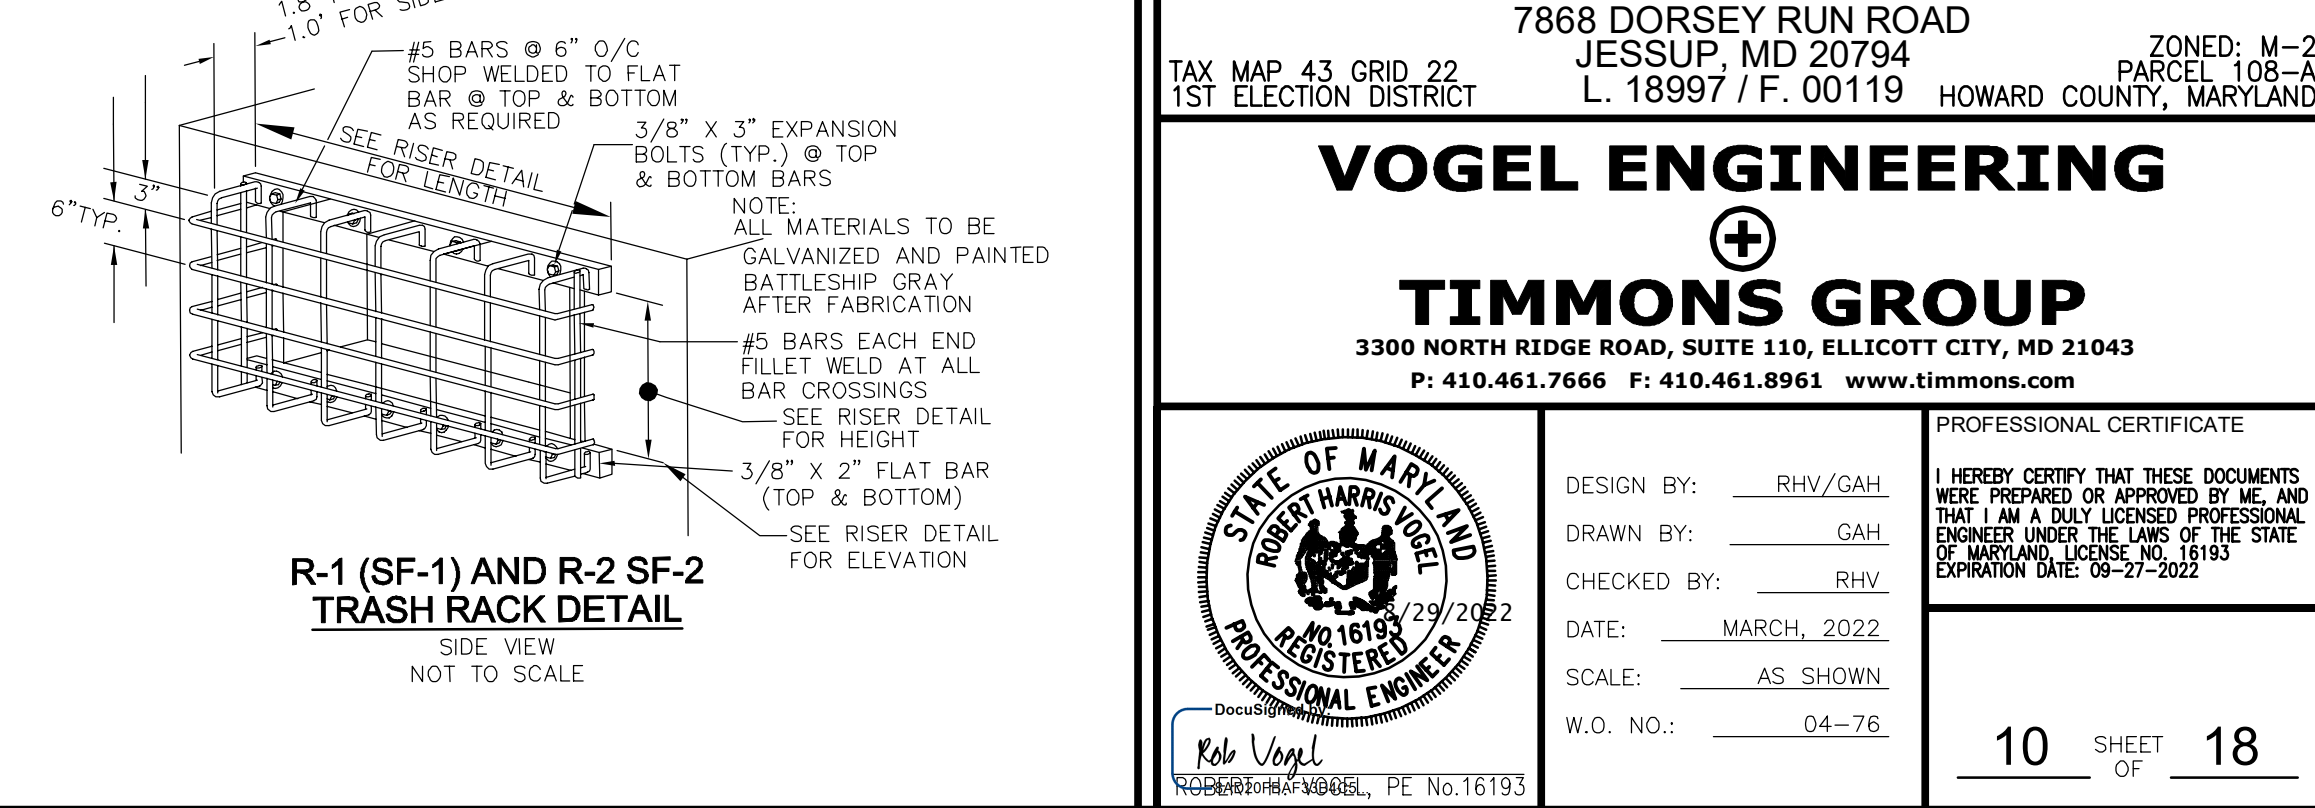 1.0' FOR
#5 BARS @ 6" O/C
SHOP WELDED TO FLAT
BAR @ TOP & BOTTOM
AS REQUIRED
SEE RISER DETAIL
FOR LENGTH
3/8" X 3" EXPANSION
BOLTS (TYP.) @ TOP
& BOTTOM BARS
3"
6"TYP.
NOTE:
ALL MATERIALS TO BE
GALVANIZED AND PAINTED
BATTLESHIP GRAY
AFTER FABRICATION
#5 BARS EACH END
FILLET WELD AT ALL
BAR CROSSINGS
SEE RISER DETAIL
FOR HEIGHT
3/8" X 2" FLAT BAR
(TOP & BOTTOM)
SEE RISER DETAIL
FOR ELEVATION
R-1 (SF-1) AND R-2 SF-2
TRASH RACK DETAIL
SIDE VIEW
NOT TO SCALE
7868 DORSEY RUN ROAD
JESSUP, MD 20794
L. 18997 / F. 00119
TAX MAP 43 GRID 22
1ST ELECTION DISTRICT
ZONED: M-2
PARCEL 108-A
HOWARD COUNTY, MARYLAND
VOGEL ENGINEERING
+
TIMMONS GROUP
3300 NORTH RIDGE ROAD, SUITE 110, ELLICOTT CITY, MD 21043
P: 410.461.7666 F: 410.461.8961 www.timmons.com
STATE OF MARYLAND
ROBERT HARRIS VOGEL
NO. 16193
REGISTERED
PROFESSIONAL ENGINEER
8/29/2022
DocuSigned by:
Rob Vogel
ROBERT H. VOGEL, PE No.16193
DESIGN BY: RHV/GAH
DRAWN BY: GAH
CHECKED BY: RHV
DATE: MARCH, 2022
SCALE: AS SHOWN
W.O. NO.: 04-76
PROFESSIONAL CERTIFICATE
I HEREBY CERTIFY THAT THESE DOCUMENTS
WERE PREPARED OR APPROVED BY ME, AND
THAT I AM A DULY LICENSED PROFESSIONAL
ENGINEER UNDER THE LAWS OF THE STATE
OF MARYLAND, LICENSE NO. 16193
EXPIRATION DATE: 09-27-2022
10 SHEET OF 18